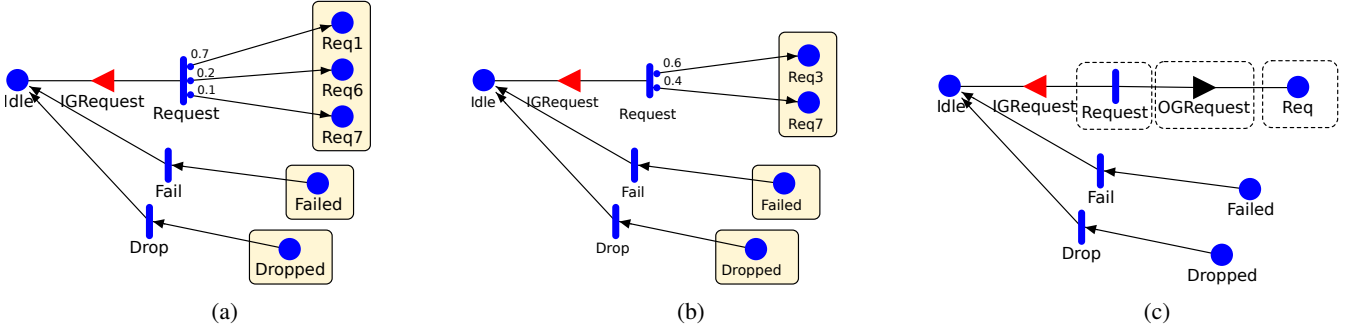 0.7
0.2
0.1
Req1
Req6
Req7
Idle
IGRequest
Request
Fail
Failed
Drop
Dropped
(a)
0.6
0.4
Req3
Req7
Idle
IGRequest
Request
Fail
Failed
Drop
Dropped
(b)
Idle
IGRequest
Request
OGRequest
Req
Fail
Failed
Drop
Dropped
(c)